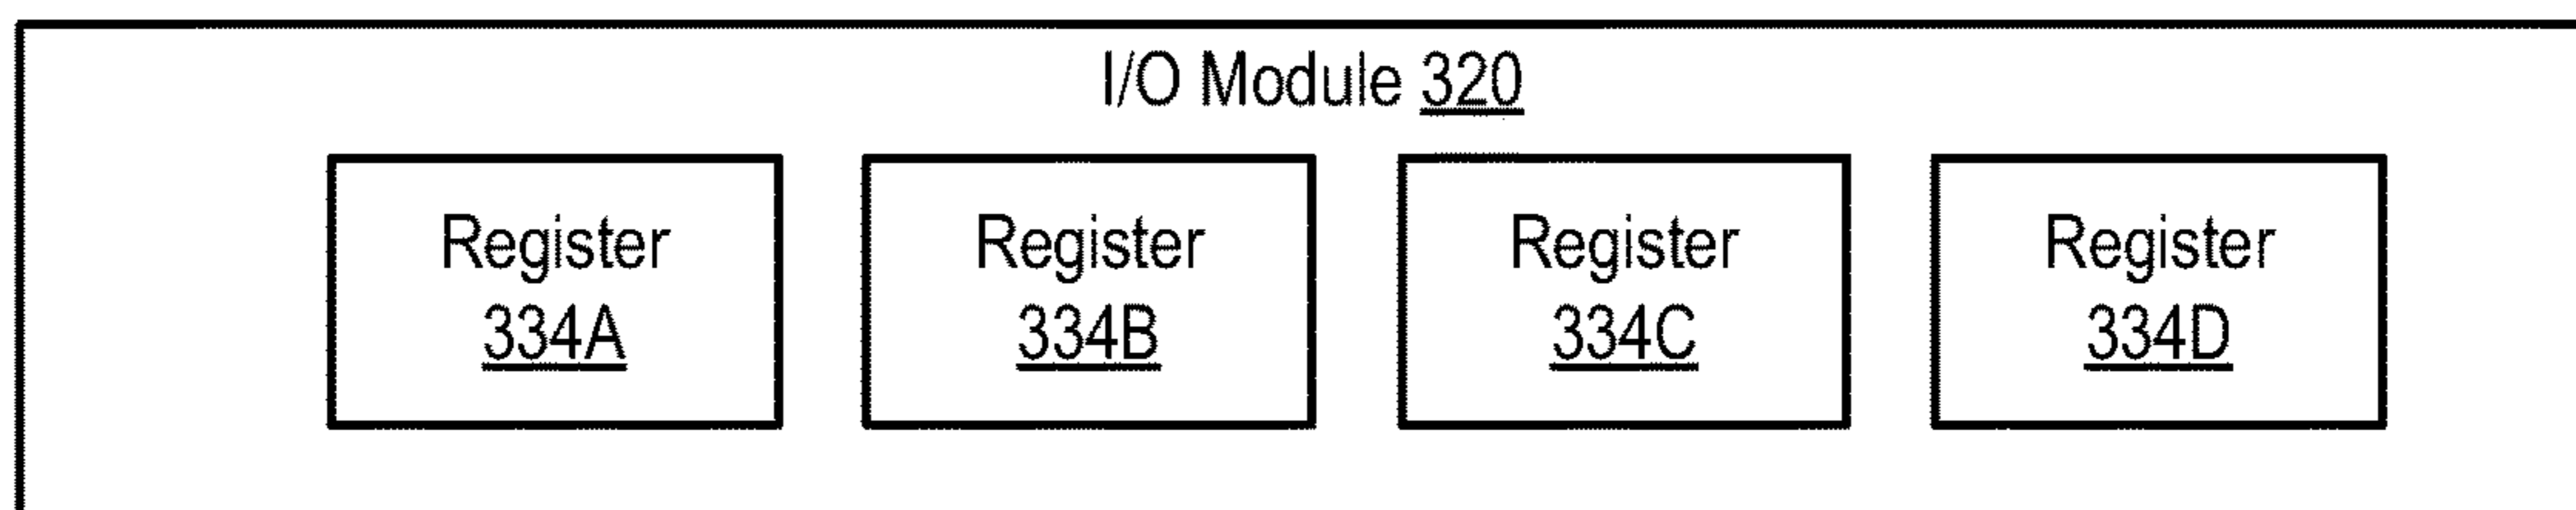 I/O Module 320
Register
334A
Register
334B
Register
334C
Register
334D